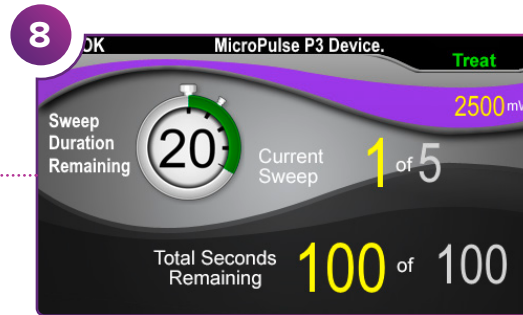 8
OK MicroPulse P3 Device.
Treat
2500 mW
Sweep
Duration
Remaining
20
Current
Sweep
1 of 5
Total Seconds
Remaining
100 of 100